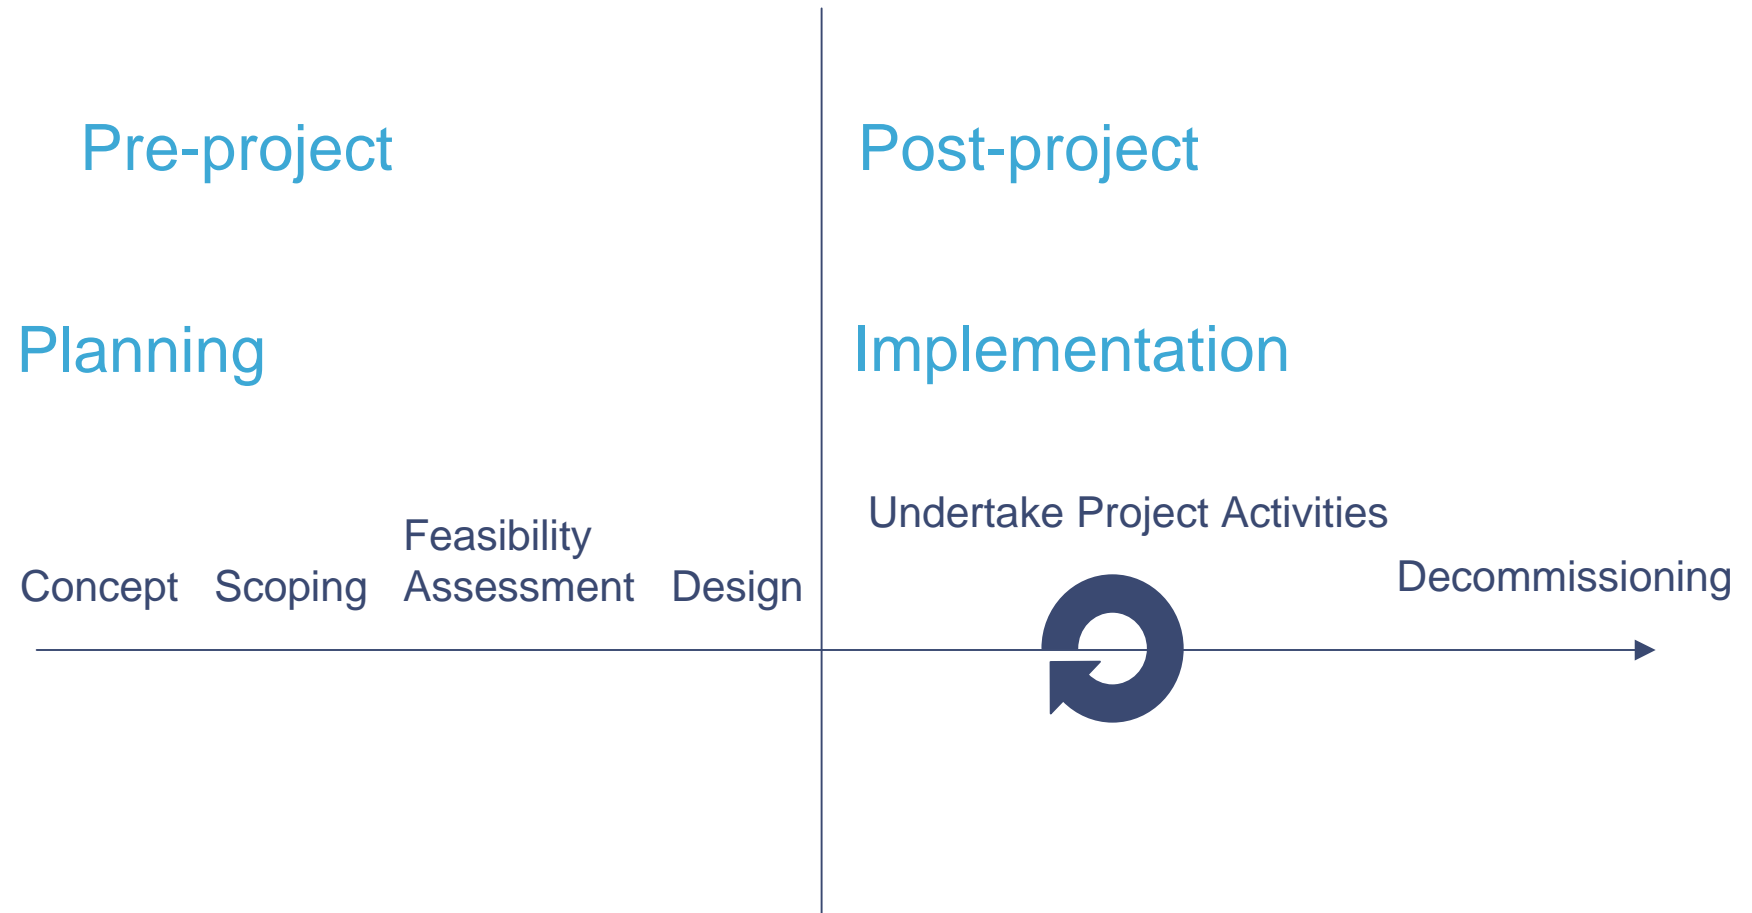 Pre-project
Post-project
Planning
Implementation
Undertake Project Activities
Feasibility
Concept Scoping Assessment Design
Decommissioning